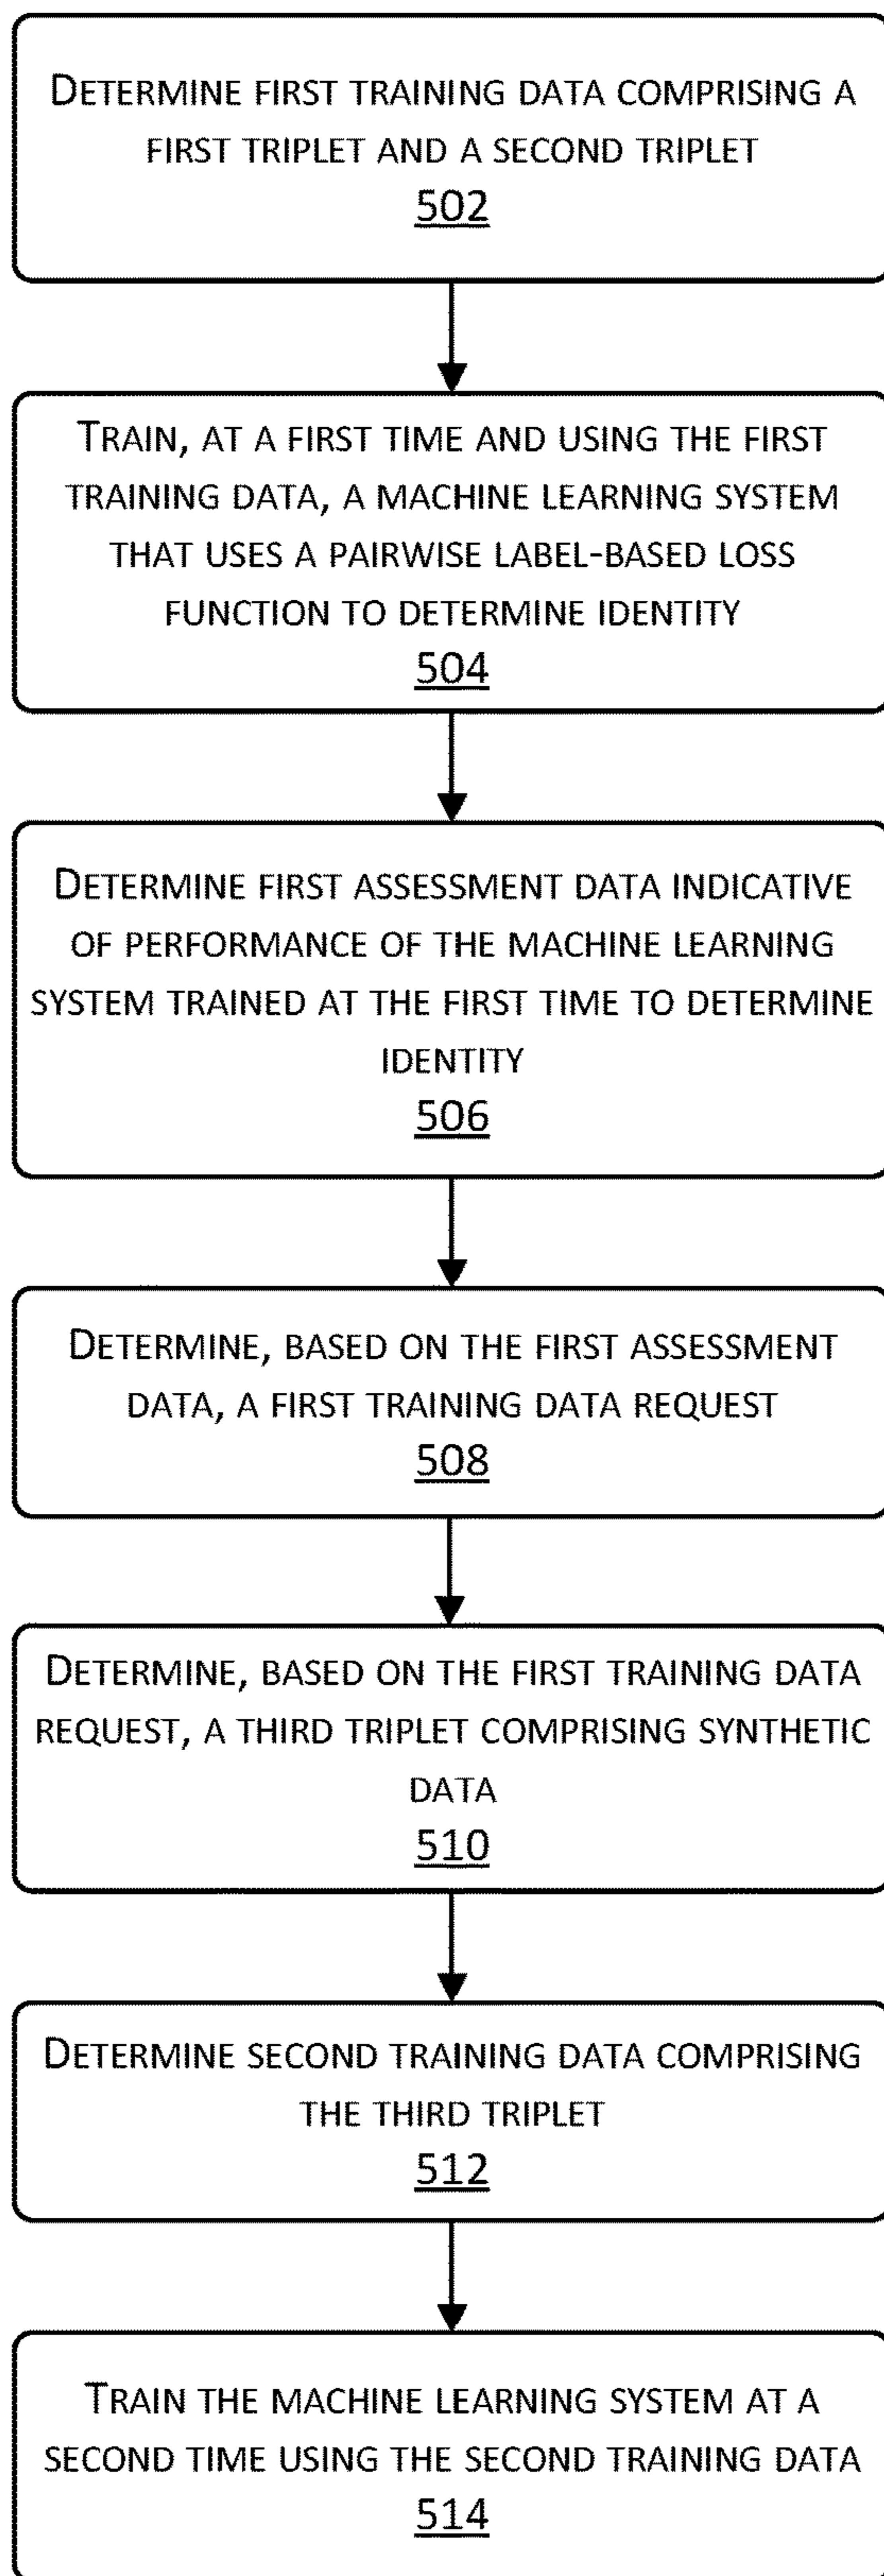 DETERMINE FIRST TRAINING DATA COMPRISING A
FIRST TRIPLET AND A SECOND TRIPLET
502
TRAIN, AT A FIRST TIME AND USING THE FIRST
TRAINING DATA, A MACHINE LEARNING SYSTEM
THAT USES A PAIRWISE LABEL-BASED LOSS
FUNCTION TO DETERMINE IDENTITY
504
DETERMINE FIRST ASSESSMENT DATA INDICATIVE
OF PERFORMANCE OF THE MACHINE LEARNING
SYSTEM TRAINED AT THE FIRST TIME TO DETERMINE
IDENTITY
506
DETERMINE, BASED ON THE FIRST ASSESSMENT
DATA, A FIRST TRAINING DATA REQUEST
508
DETERMINE, BASED ON THE FIRST TRAINING DATA
REQUEST, A THIRD TRIPLET COMPRISING SYNTHETIC
DATA
510
DETERMINE SECOND TRAINING DATA COMPRISING
THE THIRD TRIPLET
512
TRAIN THE MACHINE LEARNING SYSTEM AT A
SECOND TIME USING THE SECOND TRAINING DATA
514